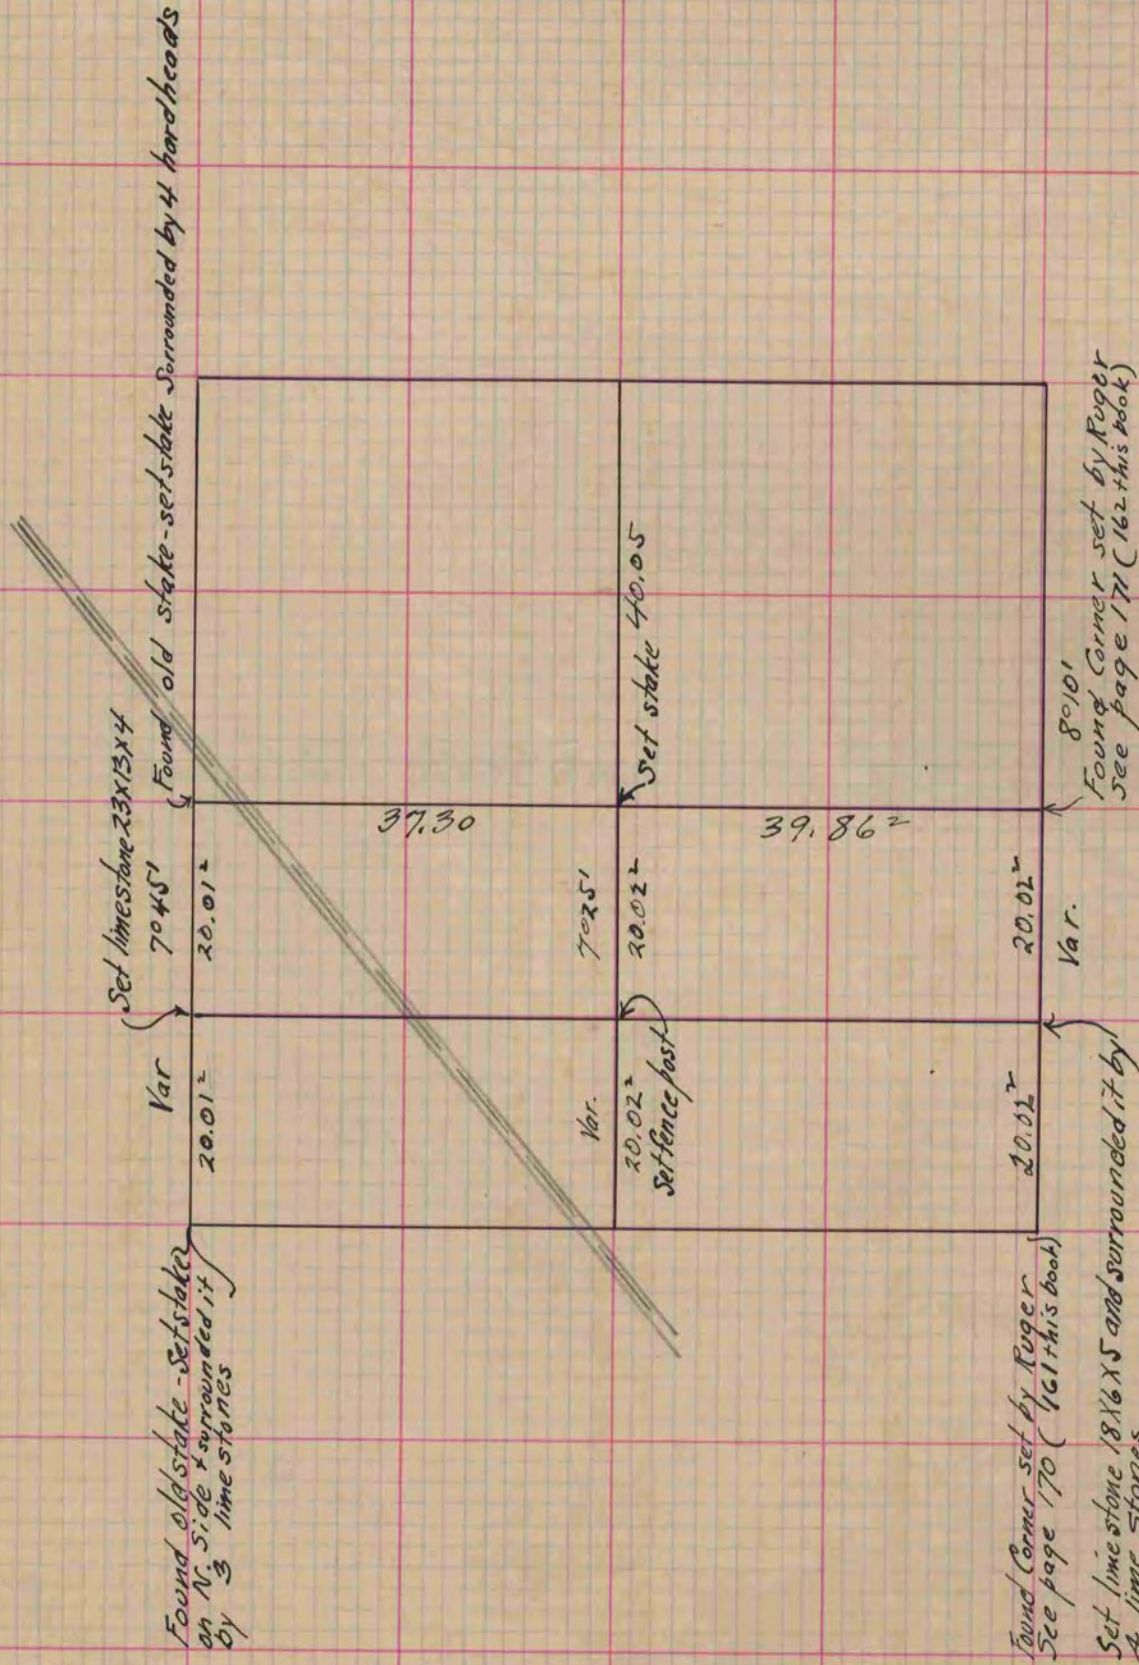 Found old stake - set stake surrounded by 4 hardheads
Set limestone 23x13x4
Var 7°45'
20.01² 20.01²
Found old stake - Set stake
on N. Side & surrounded it
by 3 limestones
37.30
Var. 7°25'
20.02² 20.02²
Set fence post
Set stake 40.05
39.86²
20.02² 20.02²
Var. 8°10'
Found Corner set by Ruger
See page 170 (161 this book)
Found Corner set by Ruger
see page 171 (162 this book)
Set limestone 18x6x5 and surrounded it by
4 lime stones